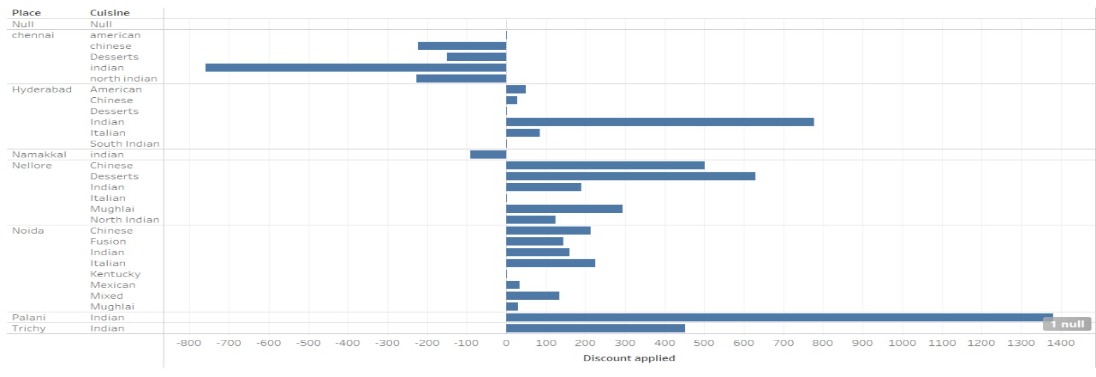 Place Cuisine
Null Null
chennai american
chinese
Desserts
indian
north indian
Hyderabad American
Chinese
Desserts
Indian
Italian
South Indian
Namakkal indian
Nellore Chinese
Desserts
Indian
Italian
Mughlai
North Indian
Noida Chinese
Fusion
Indian
Italian
Kentucky
Mexican
Mixed
Mughlai
Palani Indian
1 null
Trichy Indian
-800 -700 -600 -500 -400 -300 -200 -100 0 100 200 300 400 500 600 700 800 900 1000 1100 1200 1300 1400
Discount applied